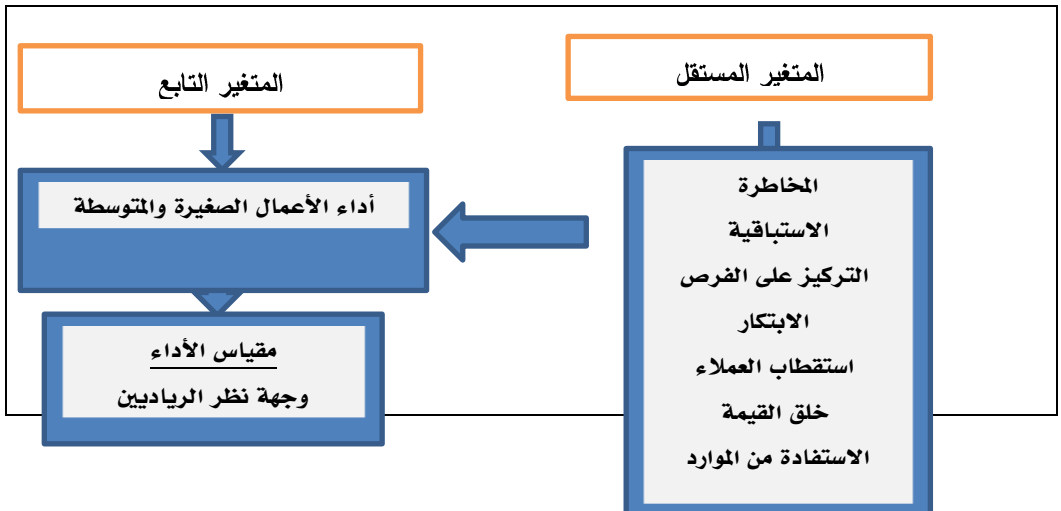 المتغير المستقل
المتغير التابع
المخاطرة
الاستباقية
التركيز على الفرص
الابتكار
استقطاب العملاء
خلق القيمة
الاستفادة من الموارد
أداء الأعمال الصغيرة والمتوسطة
مقياس الأداء
وجهة نظر الرياديين